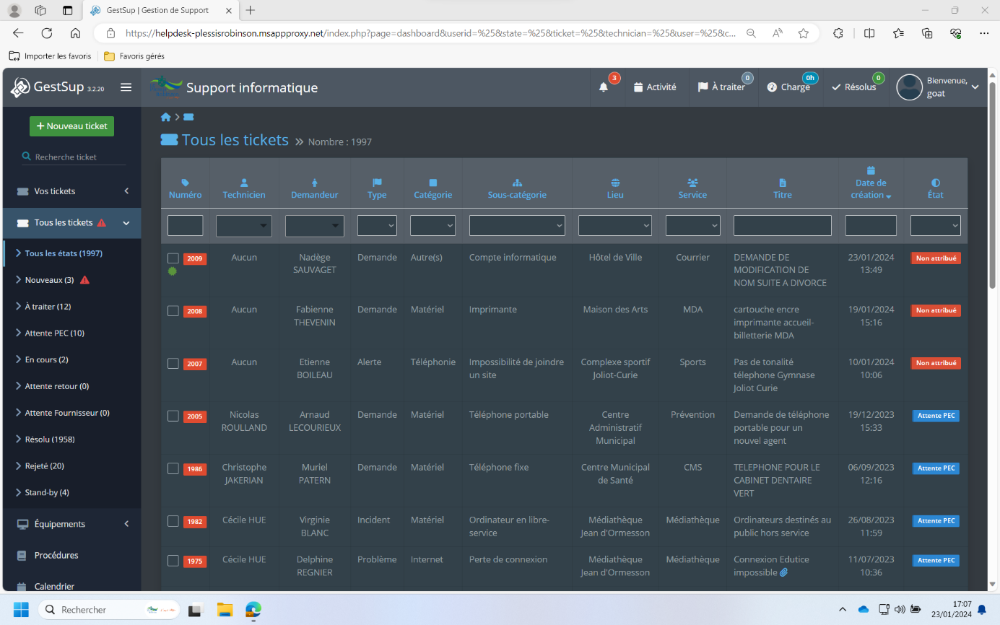 GestSup | Gestion de Support
https://helpdesk-plessisrobinson.msappproxy.net/index.php?page=dashboard&userid=%25&state=%25&ticket=%25&technician=%25&user=%25&c...
Importer les favoris
Favoris gérés
GestSup 3.2.20
Support informatique
3
Activité
À traiter
0
Charge
0h
Résolus
0
Bienvenue,
goat
Nouveau ticket
Recherche ticket
Vos tickets
Tous les tickets
Tous les états (1997)
Nouveaux (3)
À traiter (12)
Attente PEC (10)
En cours (2)
Attente retour (0)
Attente Fournisseur (0)
Résolu (1958)
Rejeté (20)
Stand-by (4)
Équipements
Procédures
Calendrier
Tous les tickets » Nombre : 1997
Numéro Technicien Demandeur Type Catégorie Sous-catégorie Lieu Service Titre Date de création État
2009 Aucun Nadège SAUVAGET Demande Autre(s) Compte informatique Hôtel de Ville Courrier DEMANDE DE MODIFICATION DE NOM SUITE A DIVORCE 23/01/2024 13:49 Non attribué
2008 Aucun Fabienne THEVENIN Demande Matériel Imprimante Maison des Arts MDA cartouche encre imprimante accueil-billetterie MDA 19/01/2024 15:16 Non attribué
2007 Aucun Etienne BOILEAU Alerte Téléphonie Impossibilité de joindre un site Complexe sportif Joliot-Curie Sports Pas de tonalité télephone Gymnase Joliot Curie 10/01/2024 10:06 Non attribué
2005 Nicolas ROULLAND Arnaud LECOURIEUX Demande Matériel Téléphone portable Centre Administratif Municipal Prévention Demande de téléphone portable pour un nouvel agent 19/12/2023 15:33 Attente PEC
1986 Christophe JAKERIAN Muriel PATERN Demande Matériel Téléphone fixe Centre Municipal de Santé CMS TELEPHONE POUR LE CABINET DENTAIRE VERT 06/09/2023 12:16 Attente PEC
1982 Cécile HUE Virginie BLANC Incident Matériel Ordinateur en libre-service Médiathèque Jean d'Ormesson Médiathèque Ordinateurs destinés au public hors service 26/08/2023 11:59 Attente PEC
1975 Cécile HUE Delphine REGNIER Problème Internet Perte de connexion Médiathèque Jean d'Ormesson Médiathèque Connexion Edutice impossible 11/07/2023 10:36 Attente PEC
Rechercher
17:07
23/01/2024